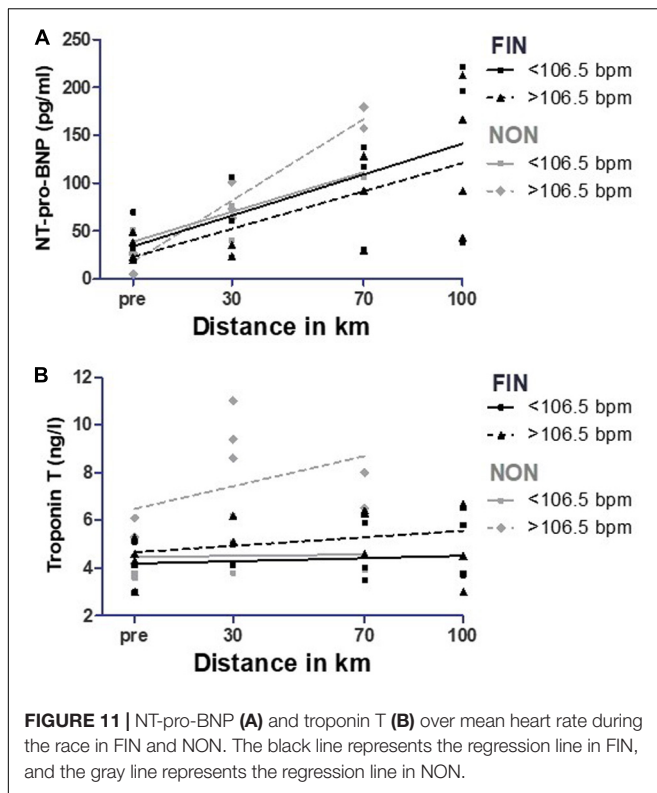 A
NT-pro-BNP (pg/ml)
250
200
150
100
50
0
pre 30 70 100
Distance in km
FIN
<106.5 bpm
>106.5 bpm
NON
<106.5 bpm
>106.5 bpm
B
Troponin T (ng/l)
12
10
8
6
4
2
pre 30 70 100
Distance in km
FIN
<106.5 bpm
>106.5 bpm
NON
<106.5 bpm
>106.5 bpm
FIGURE 11 | NT-pro-BNP (A) and troponin T (B) over mean heart rate during
the race in FIN and NON. The black line represents the regression line in FIN,
and the gray line represents the regression line in NON.